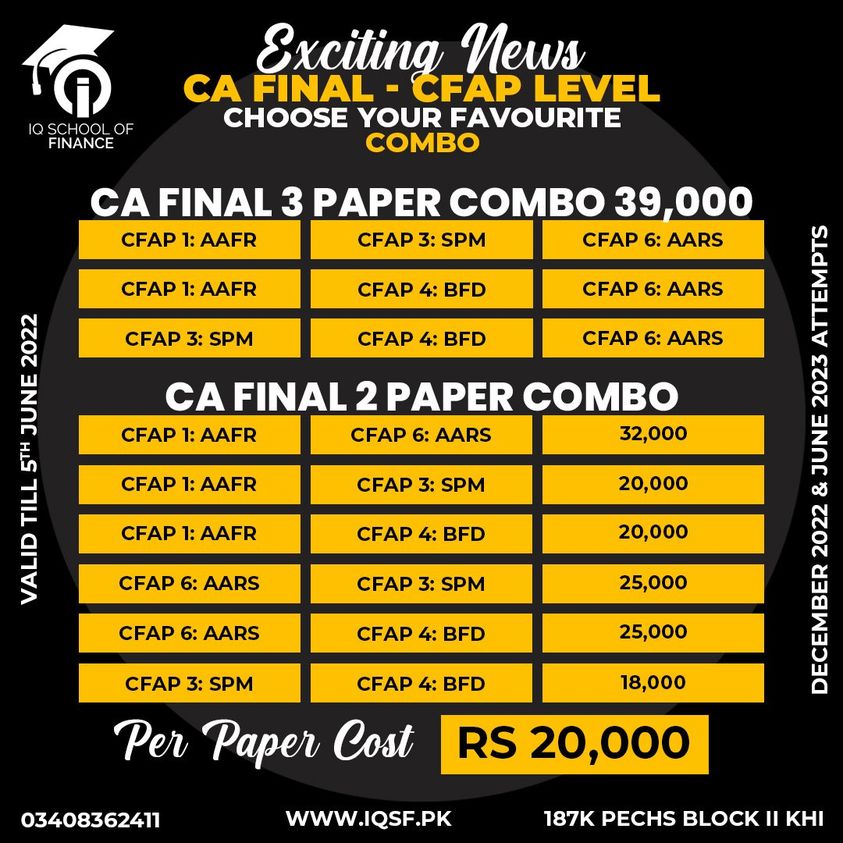 IQ SCHOOL OF
FINANCE
Exciting News
CA FINAL - CFAP LEVEL
CHOOSE YOUR FAVOURITE
COMBO
CA FINAL 3 PAPER COMBO 39,000
CFAP 1: AAFR CFAP 3: SPM CFAP 6: AARS
CFAP 1: AAFR CFAP 4: BFD CFAP 6: AARS
CFAP 3: SPM CFAP 4: BFD CFAP 6: AARS
CA FINAL 2 PAPER COMBO
CFAP 1: AAFR CFAP 6: AARS 32,000
CFAP 1: AAFR CFAP 3: SPM 20,000
CFAP 1: AAFR CFAP 4: BFD 20,000
CFAP 6: AARS CFAP 3: SPM 25,000
CFAP 6: AARS CFAP 4: BFD 25,000
CFAP 3: SPM CFAP 4: BFD 18,000
Per Paper Cost RS 20,000
VALID TILL 5TH JUNE 2022
DECEMBER 2022 & JUNE 2023 ATTEMPTS
03408362411 WWW.IQSF.PK 187K PECHS BLOCK II KHI